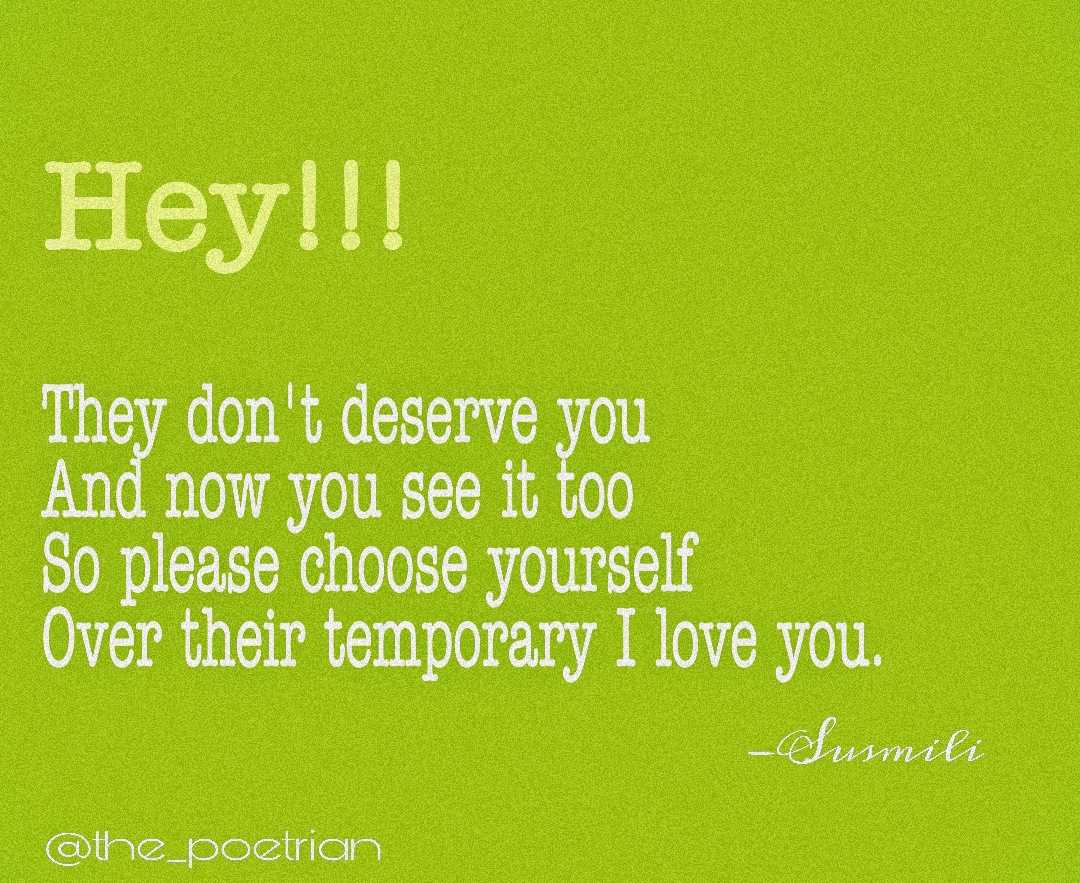 Hey!!!
They don't deserve you
And now you see it too
So please choose yourself
Over their temporary I love you.
-Susmili
@the_poetrian